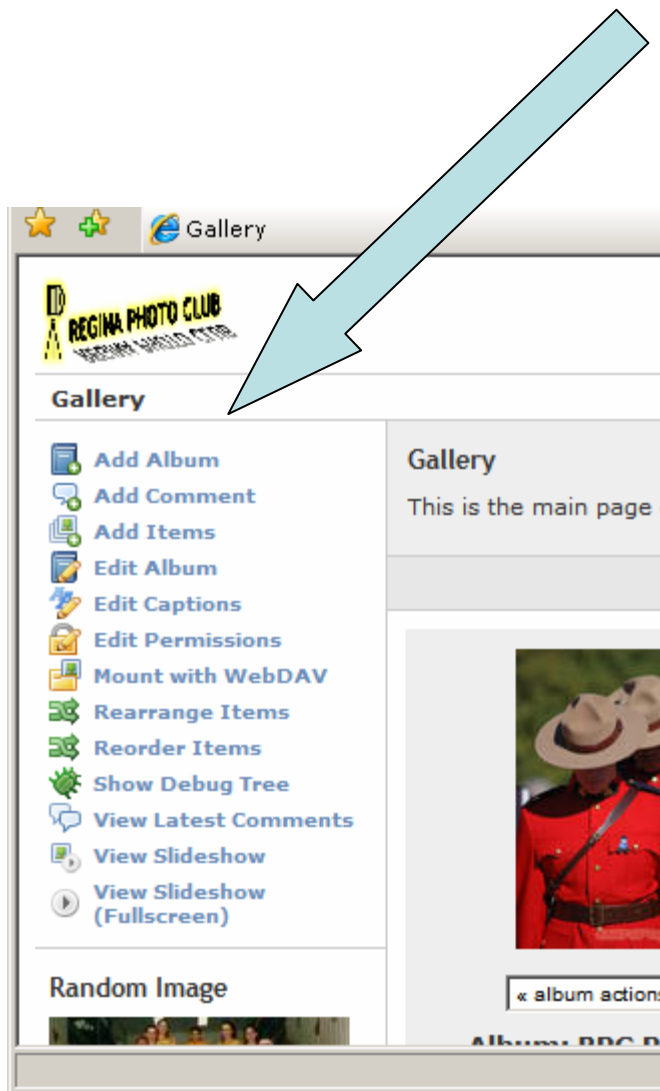 Gallery
REGINA PHOTO CLUB
Gallery
Add Album
Add Comment
Add Items
Edit Album
Edit Captions
Edit Permissions
Mount with WebDAV
Rearrange Items
Reorder Items
Show Debug Tree
View Latest Comments
View Slideshow
View Slideshow
(Fullscreen)
Random Image
Gallery
This is the main page
« album actions
Album: RPC